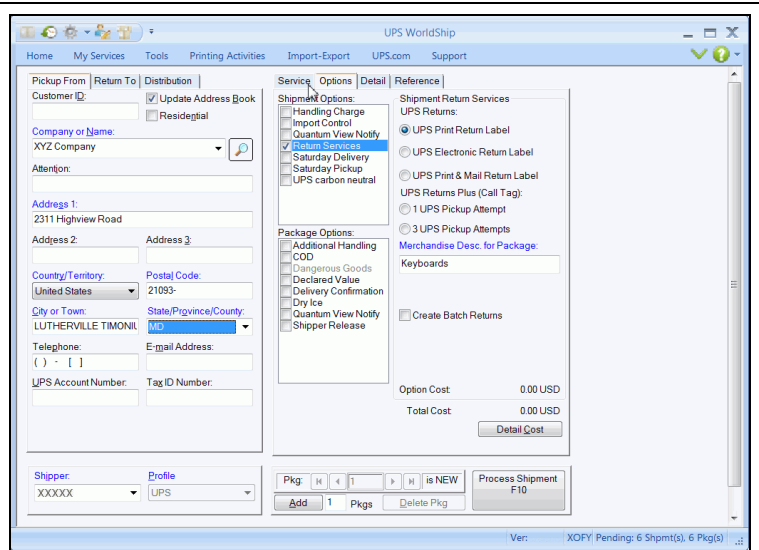 UPS WorldShip
Home My Services Tools Printing Activities Import-Export UPS.com Support
Pickup From Return To Distribution
Customer ID:
Update Address Book
Residential
Company or Name:
XYZ Company
Attention:
Address 1:
2311 Highview Road
Address 2: Address 3:
Country/Territory: Postal Code:
United States 21093-
City or Town: State/Province/County:
LUTHERVILLE TIMONIU MD
Telephone: E-mail Address:
( ) - [ ]
UPS Account Number: Tax ID Number:
Shipper: Profile
XXXXX UPS
Service Options Detail Reference
Shipment Options:
Handling Charge
Import Control
Quantum View Notify
Return Services
Saturday Delivery
Saturday Pickup
UPS carbon neutral
Package Options:
Additional Handling
COD
Dangerous Goods
Declared Value
Delivery Confirmation
Dry Ice
Quantum View Notify
Shipper Release
Shipment Return Services
UPS Returns:
UPS Print Return Label
UPS Electronic Return Label
UPS Print & Mail Return Label
UPS Returns Plus (Call Tag):
1 UPS Pickup Attempt
3 UPS Pickup Attempts
Merchandise Desc. for Package:
Keyboards
Create Batch Returns
Option Cost: 0.00 USD
Total Cost: 0.00 USD
Detail Cost
Pkg: 1 is NEW
Add 1 Pkgs Delete Pkg
Process Shipment
F10
Ver: XOFY Pending: 6 Shpmt(s), 6 Pkg(s)